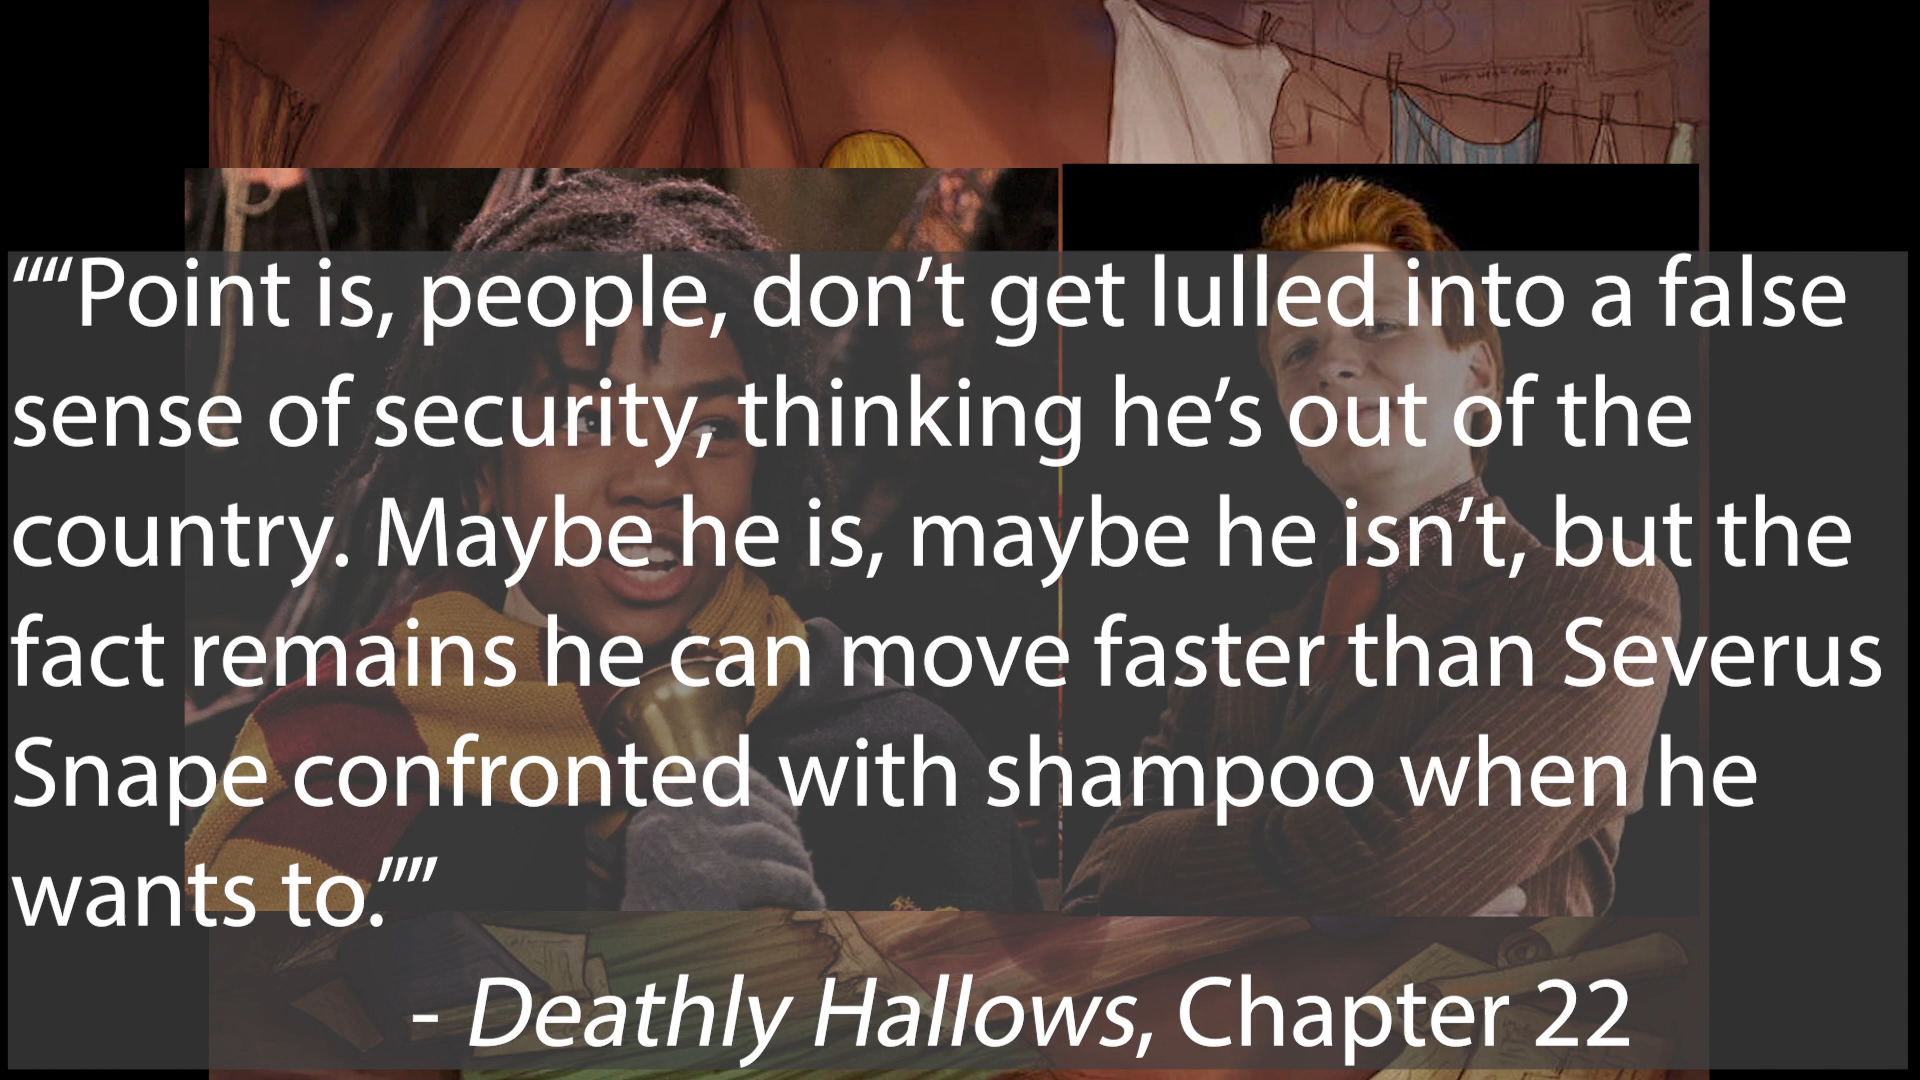 ““Point is, people, don’t get lulled into a false
sense of security, thinking he’s out of the
country. Maybe he is, maybe he isn’t, but the
fact remains he can move faster than Severus
Snape confronted with shampoo when he
wants to.””
- Deathly Hallows, Chapter 22